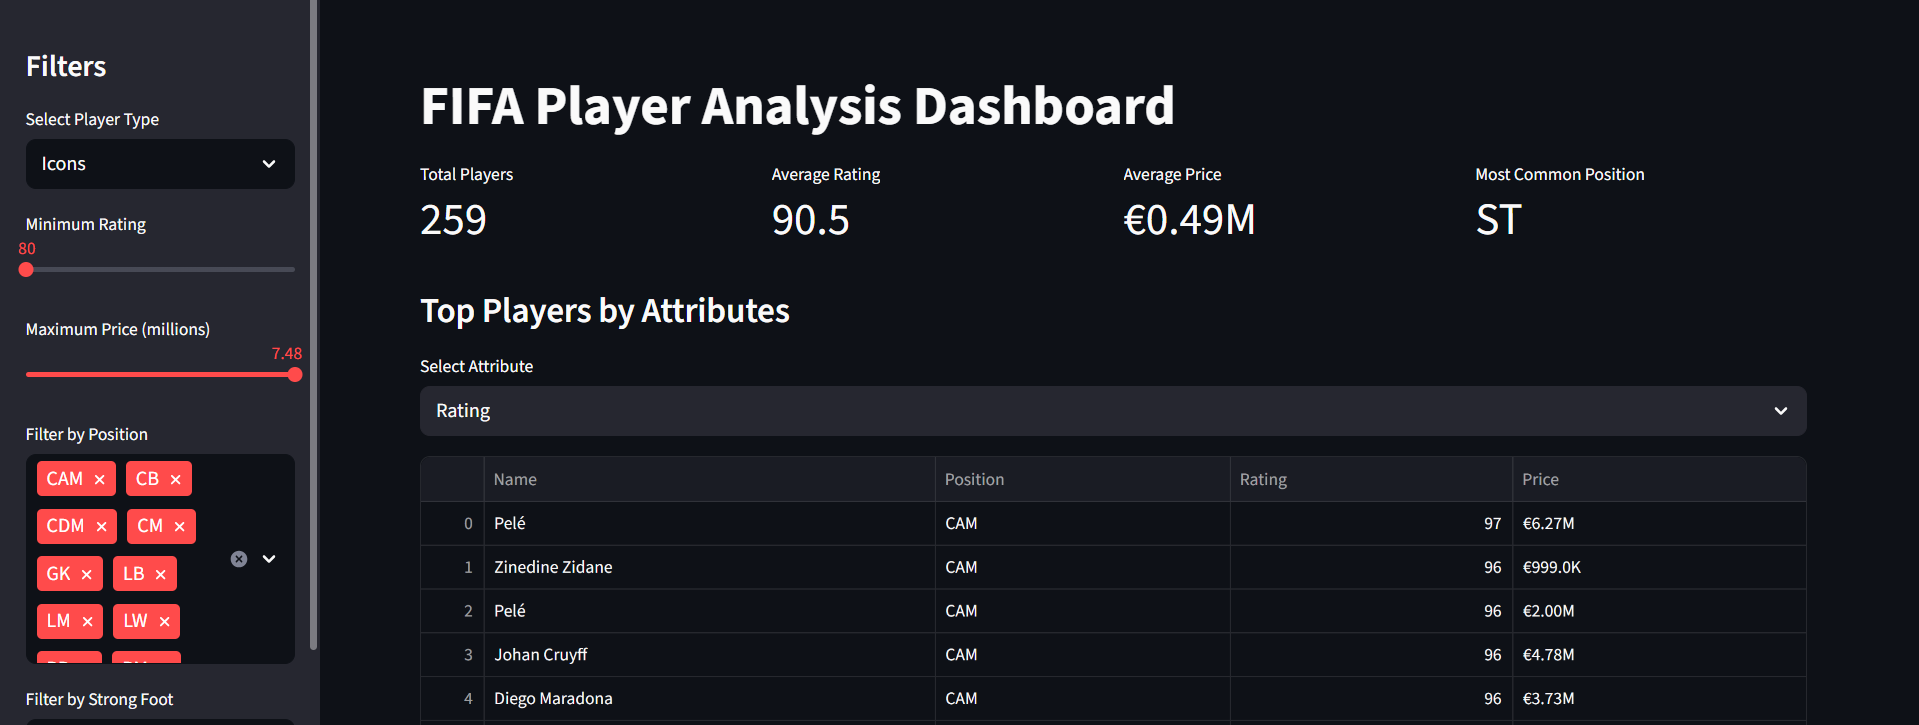 Filters
Select Player Type
Icons
Minimum Rating
80
Maximum Price (millions)
7.48
Filter by Position
CAM × CB ×
CDM × CM ×
GK × LB ×
LM × LW ×
Filter by Strong Foot
FIFA Player Analysis Dashboard
Total Players Average Rating Average Price Most Common Position
259 90.5 €0.49M ST
Top Players by Attributes
Select Attribute
Rating
Name Position Rating Price
0 Pelé CAM 97 €6.27M
1 Zinedine Zidane CAM 96 €999.0K
2 Pelé CAM 96 €2.00M
3 Johan Cruyff CAM 96 €4.78M
4 Diego Maradona CAM 96 €3.73M